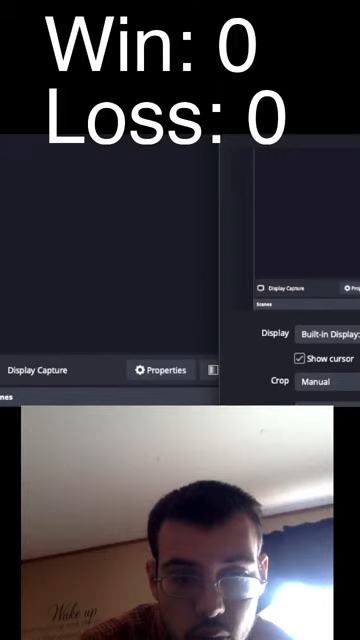 Win: 0
Loss: 0
Display Capture
Scenes
Display Built-in Display:
Show cursor
Crop Manual
Display Capture Properties
Wake up